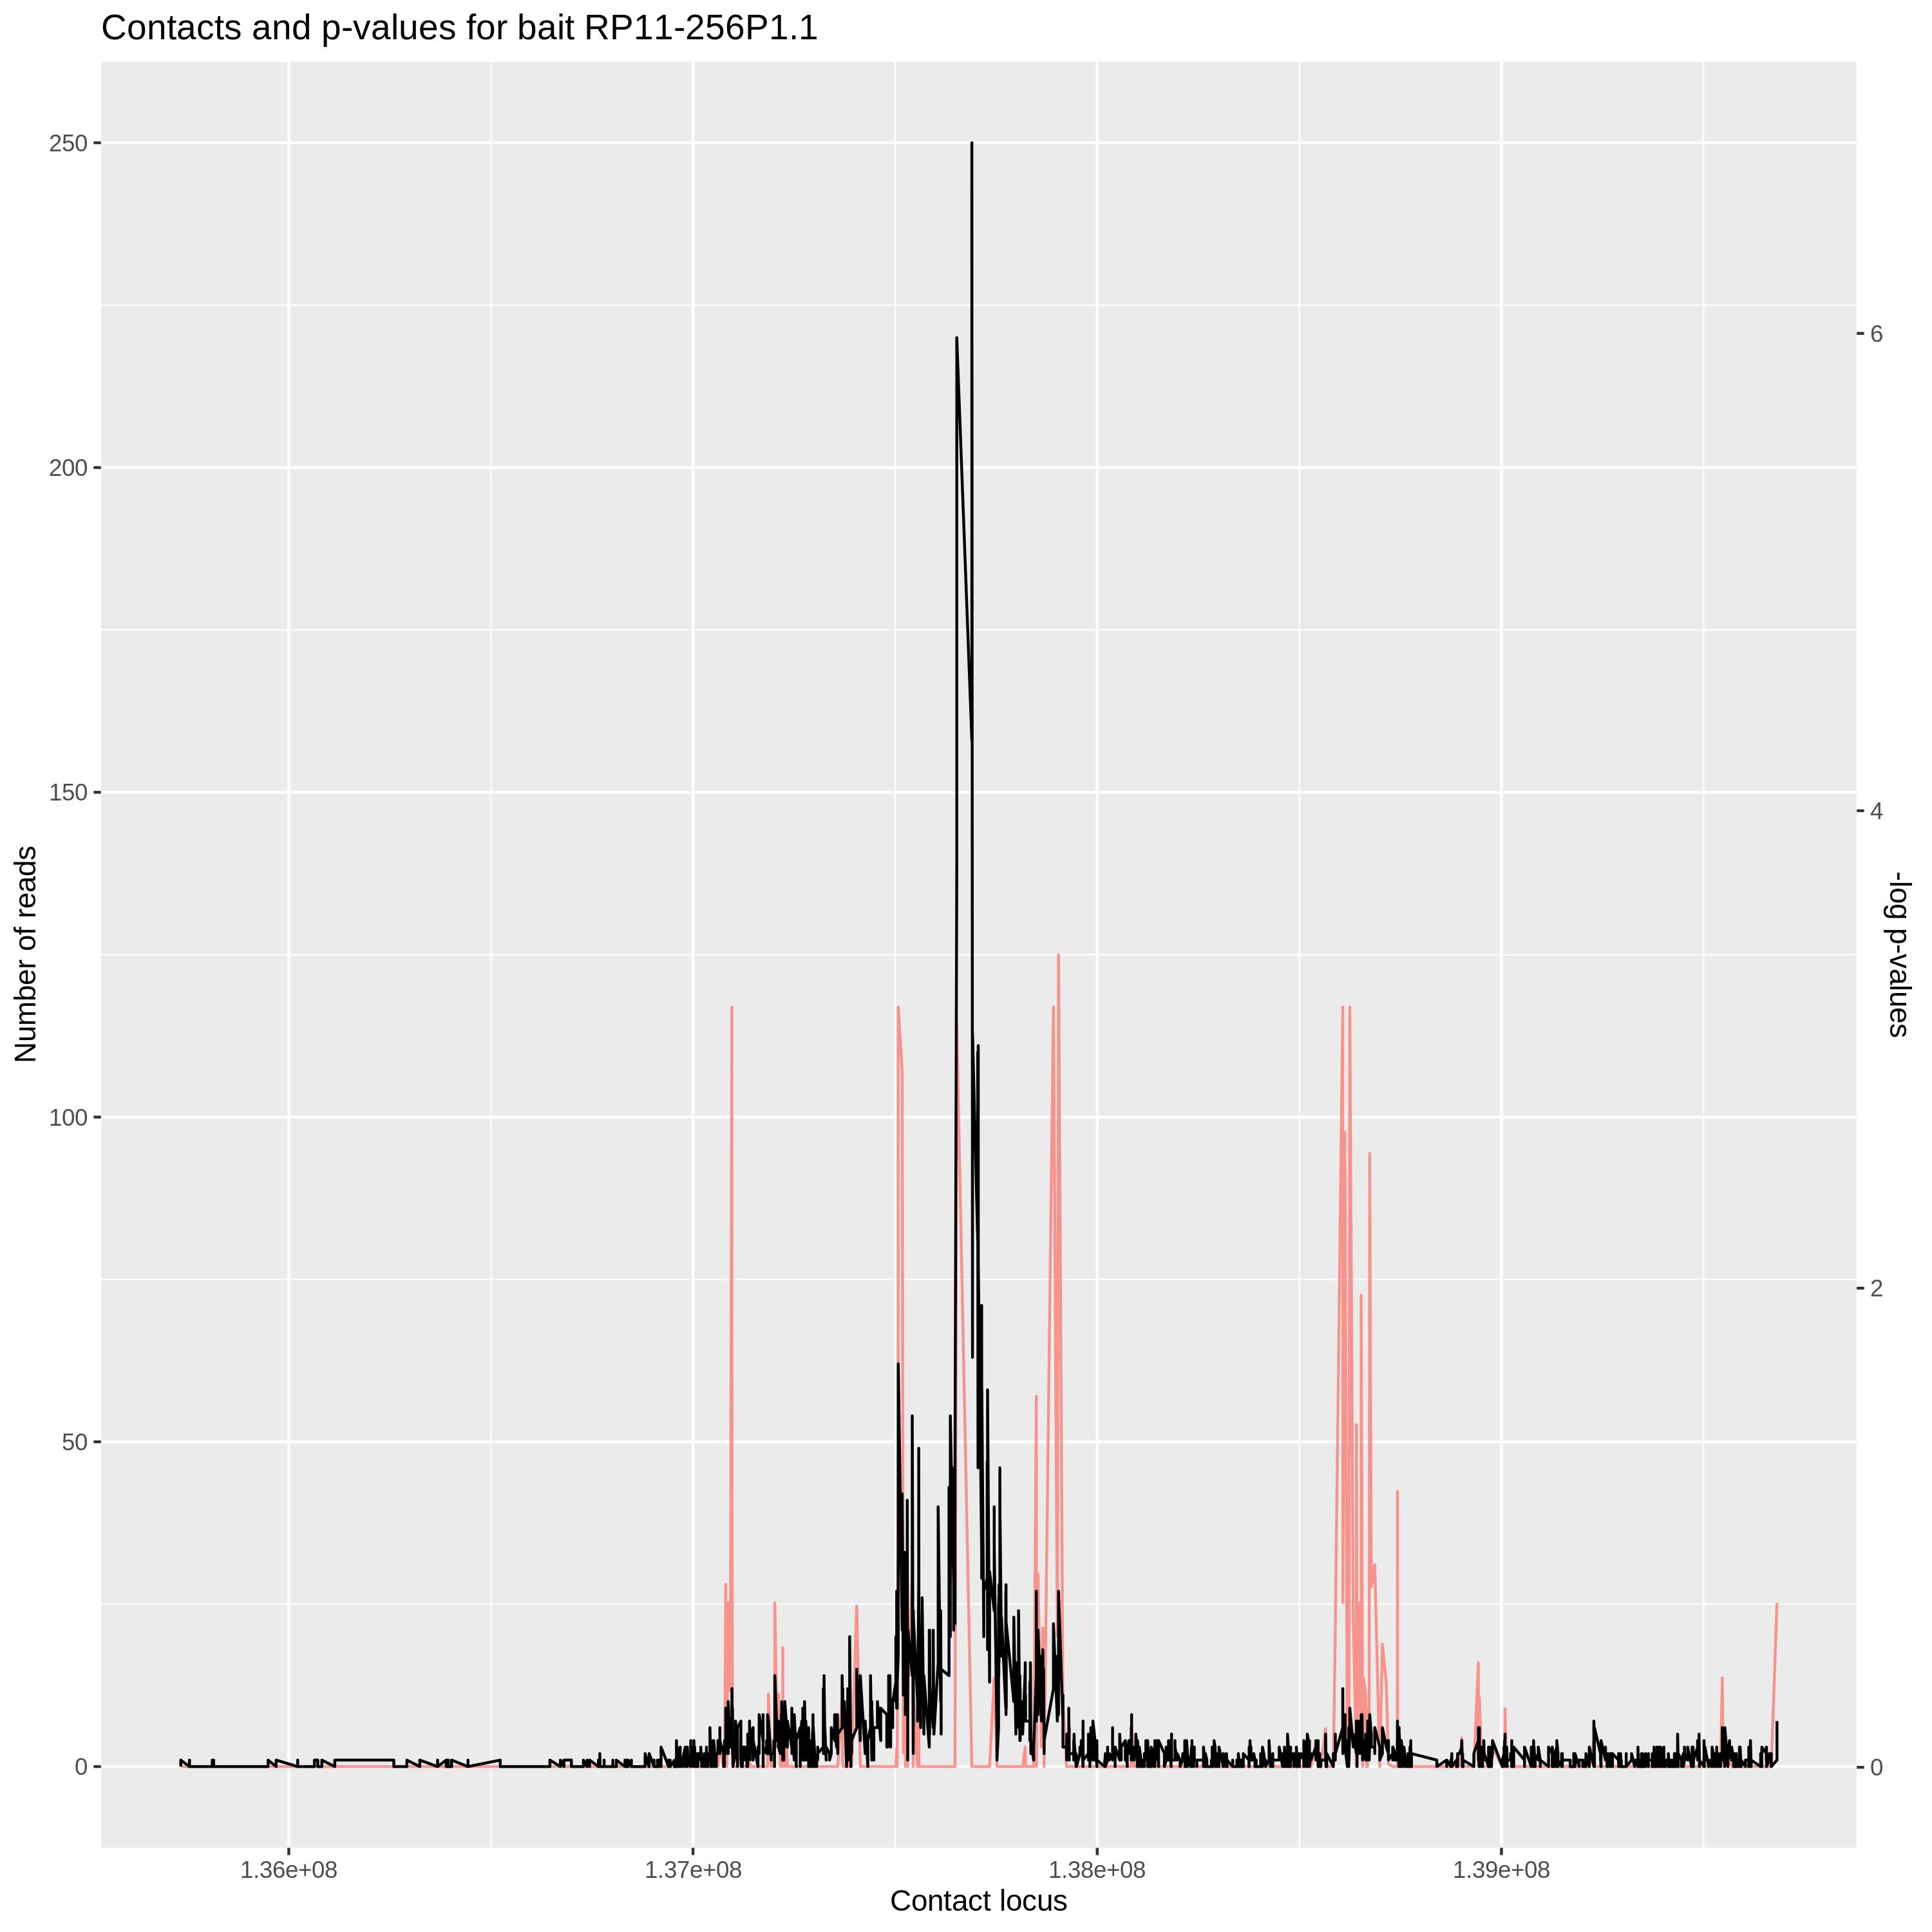 Contacts and p-values for bait RP11-256P1.1
250
200
150
100
50
0
Number of reads
6
4
2
0
-log p-values
1.36e+08
1.37e+08
1.38e+08
1.39e+08
Contact locus